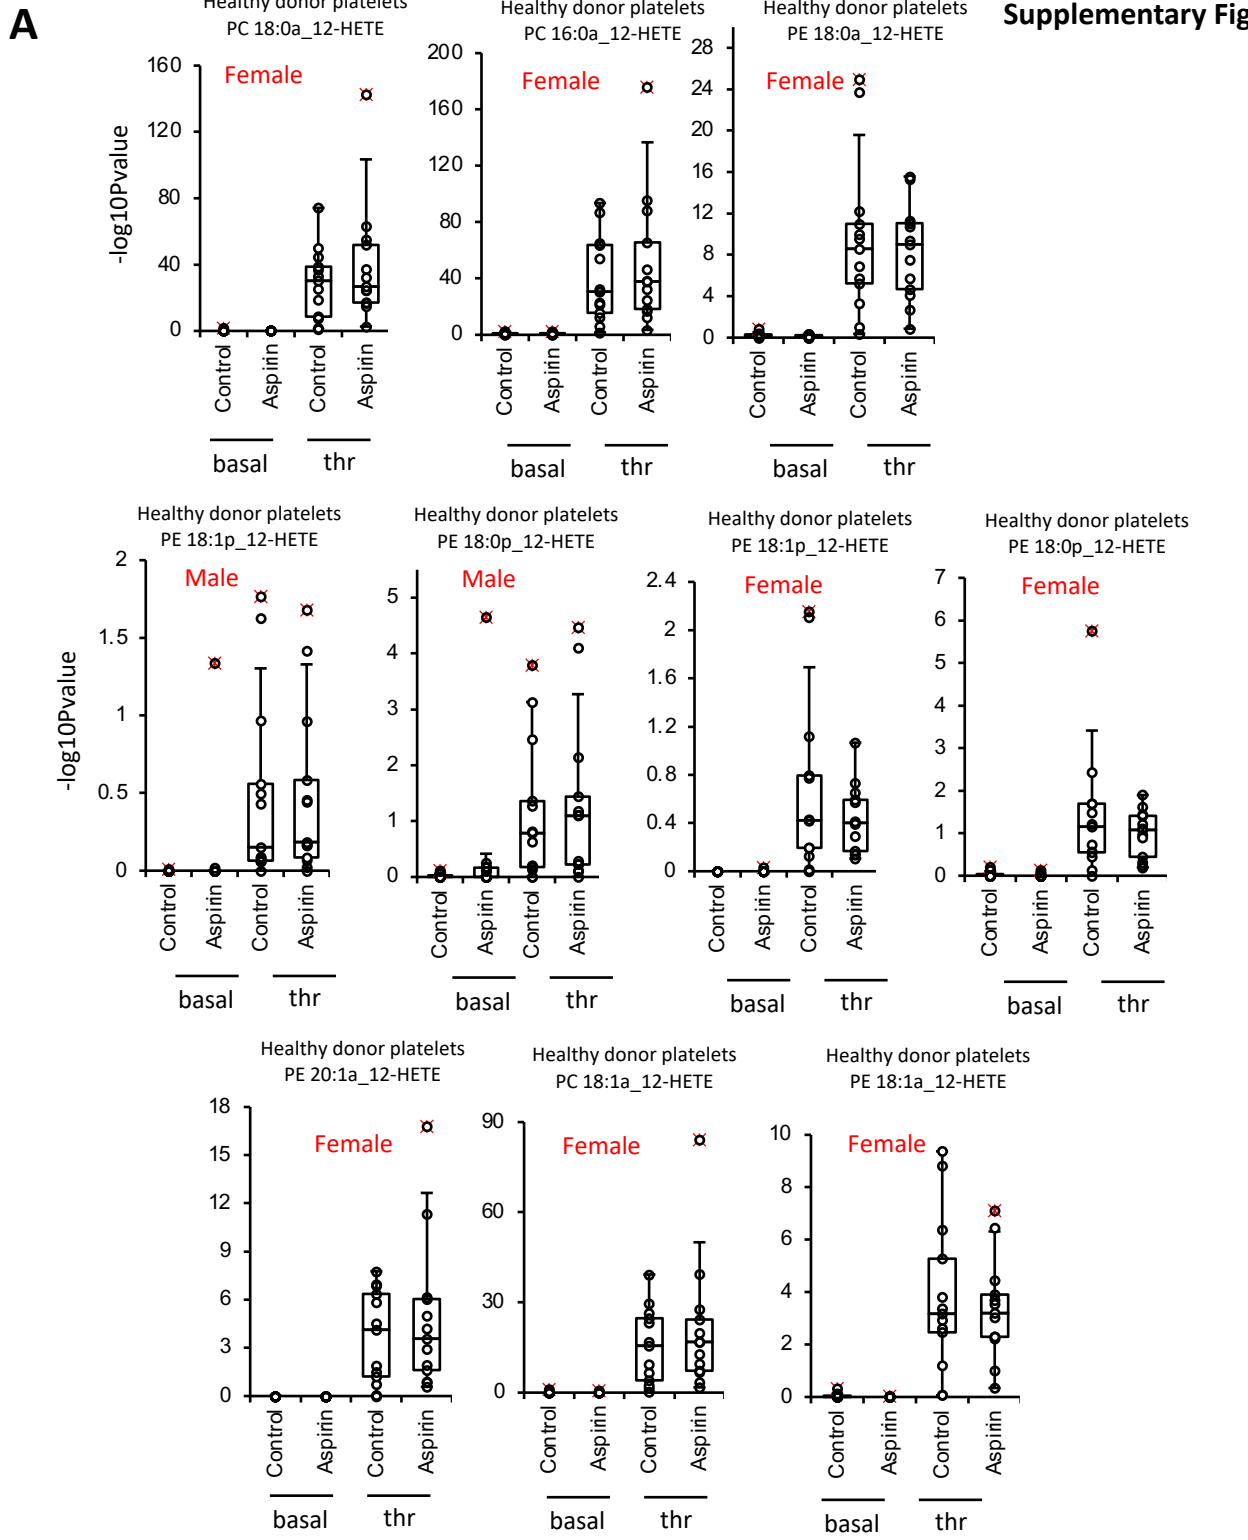 A
Supplementary Fig
Healthy donor platelets
PC 18:0a_12-HETE
Female
-log10Pvalue
160
120
80
40
0
Control
Aspirin
Control
Aspirin
basal
thr
Healthy donor platelets
PC 16:0a_12-HETE
Female
200
160
120
80
40
0
Control
Aspirin
Control
Aspirin
basal
thr
Healthy donor platelets
PE 18:0a_12-HETE
Female
28
24
20
16
12
8
4
0
Control
Aspirin
Control
Aspirin
basal
thr
Healthy donor platelets
PE 18:1p_12-HETE
Male
-log10Pvalue
2
1.5
1
0.5
0
Control
Aspirin
Control
Aspirin
basal
thr
Healthy donor platelets
PE 18:0p_12-HETE
Male
5
4
3
2
1
0
Control
Aspirin
Control
Aspirin
basal
thr
Healthy donor platelets
PE 18:1p_12-HETE
Female
2.4
2
1.6
1.2
0.8
0.4
0
Control
Aspirin
Control
Aspirin
basal
thr
Healthy donor platelets
PE 18:0p_12-HETE
Female
7
6
5
4
3
2
1
0
Control
Aspirin
Control
Aspirin
basal
thr
Healthy donor platelets
PE 20:1a_12-HETE
Female
18
12
9
6
3
0
Control
Aspirin
Control
Aspirin
basal
thr
Healthy donor platelets
PC 18:1a_12-HETE
Female
90
60
30
0
Control
Aspirin
Control
Aspirin
basal
thr
Healthy donor platelets
PE 18:1a_12-HETE
Female
10
8
6
4
2
0
Control
Aspirin
Control
Aspirin
basal
thr